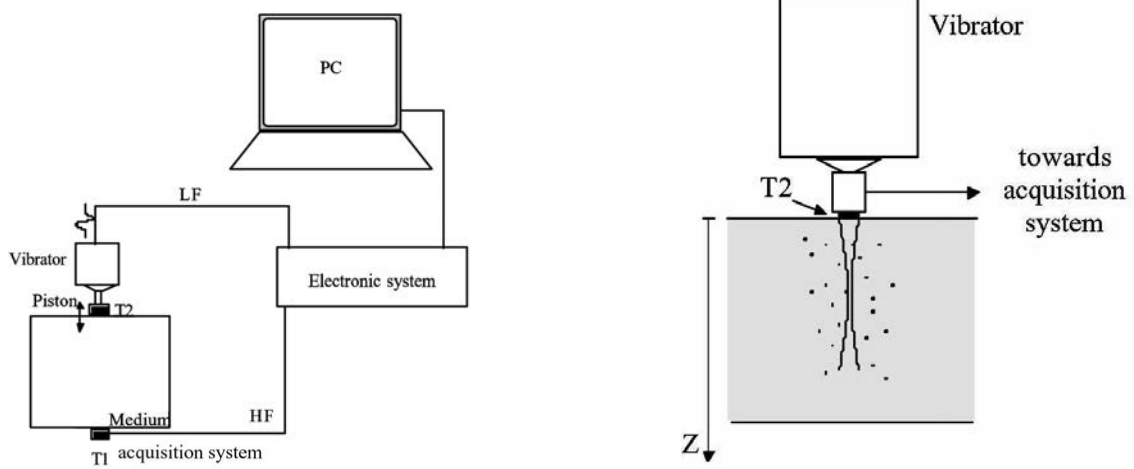 PC
LF
Vibrator
Electronic system
Piston
T2
Medium
HF
T1
acquisition system
Vibrator
T2
towards
acquisition
system
Z